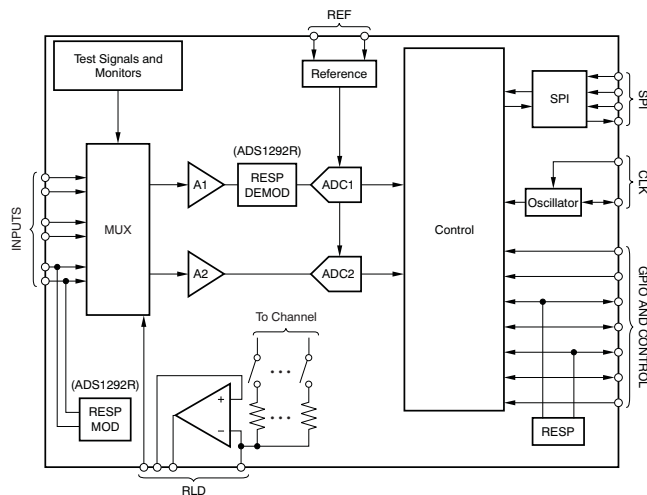 REF
Test Signals and
Monitors
Reference
SPI
SPI
(ADS1292R)
A1
RESP
DEMOD
ADC1
CLK
Oscillator
INPUTS
MUX
Control
A2
ADC2
GPIO AND CONTROL
To Channel
(ADS1292R)
RESP
MOD
+
−
RESP
RLD